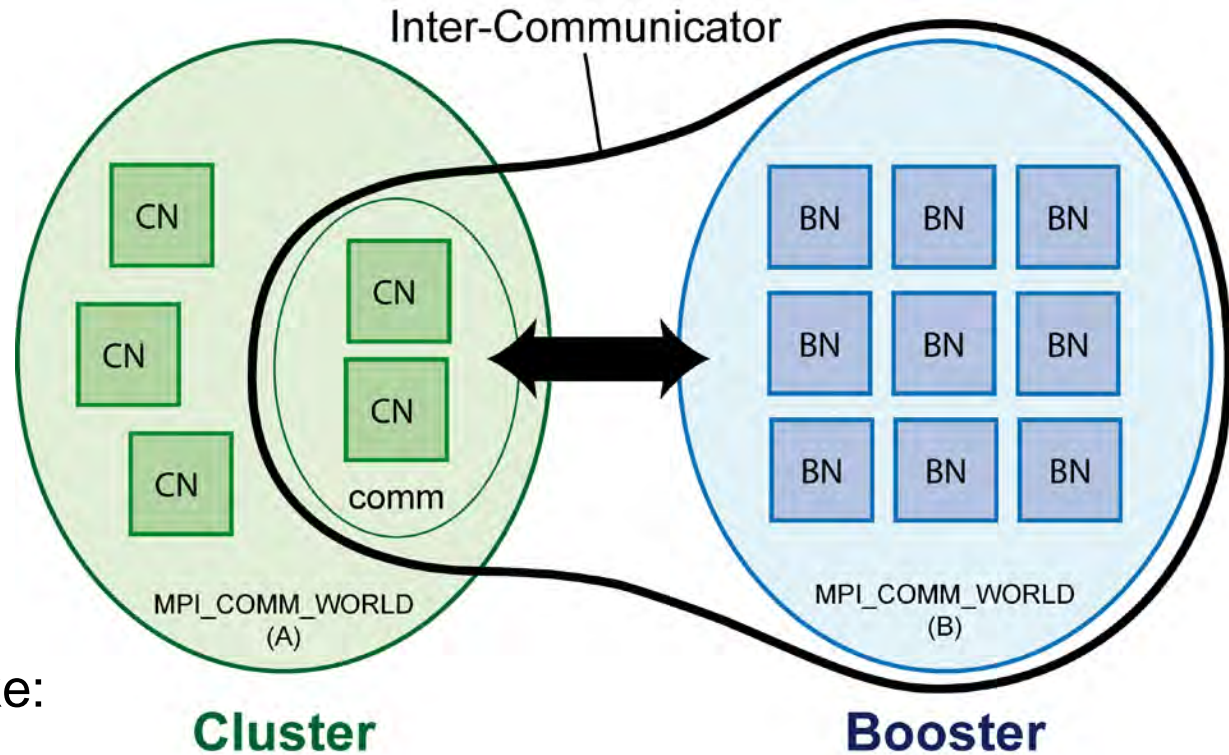 Inter-Communicator
CN
CN
CN
CN
CN
comm
MPI_COMM_WORLD
(A)
BN BN BN
BN BN BN
BN BN BN
MPI_COMM_WORLD
(B)
Cluster
Booster